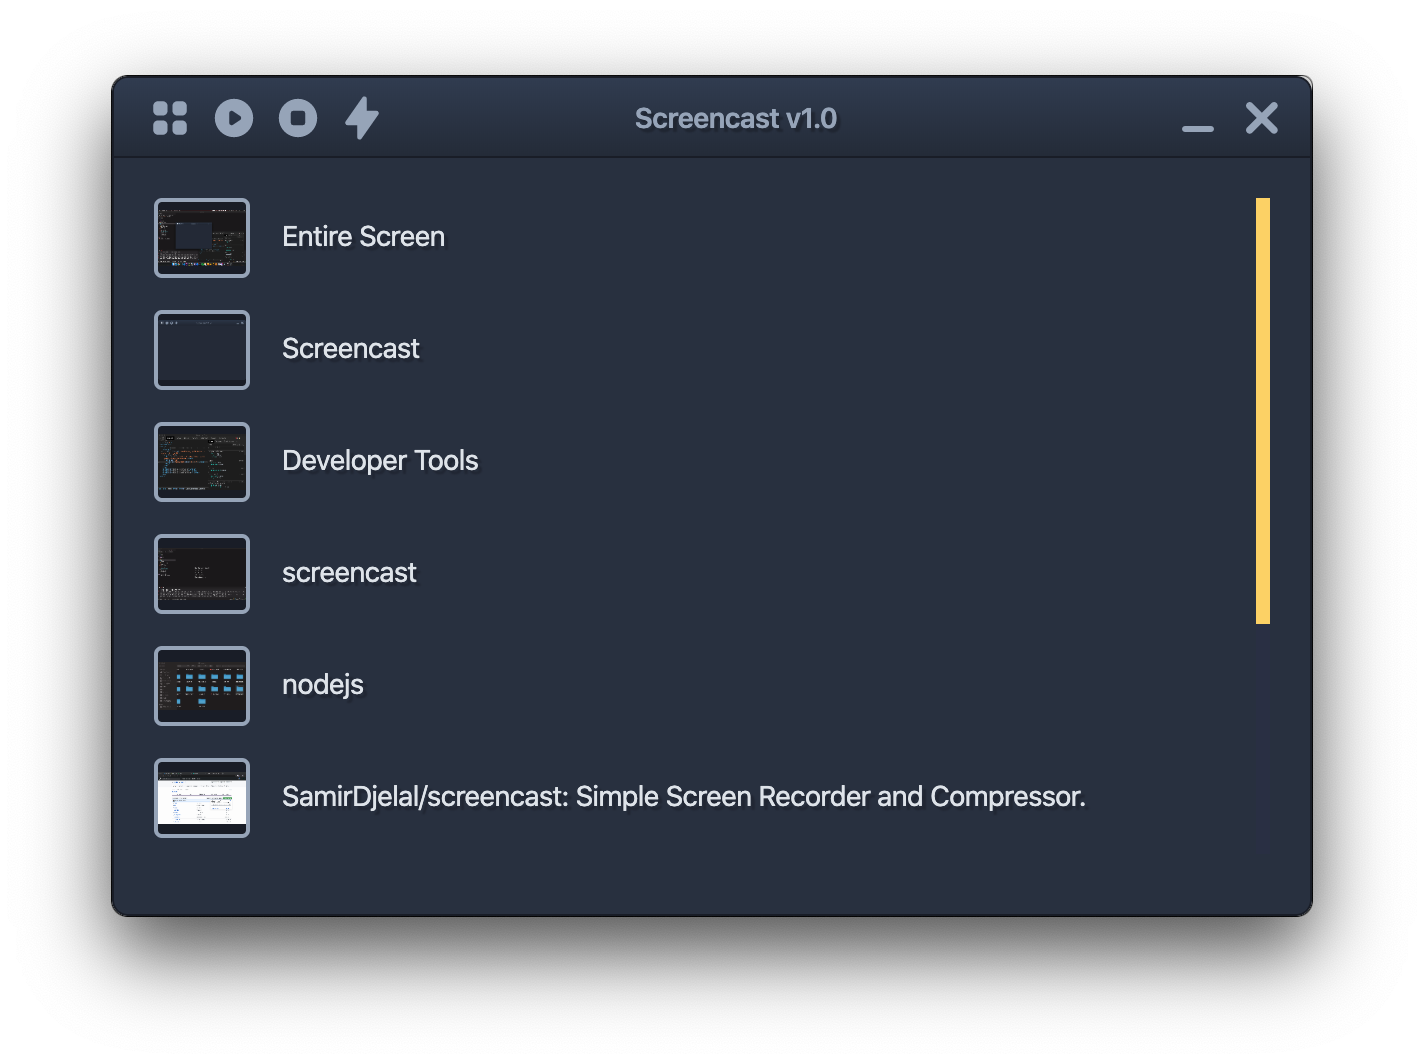 Screencast v1.0
Entire Screen
Screencast
Developer Tools
screencast
nodejs
SamirDjelal/screencast: Simple Screen Recorder and Compressor.